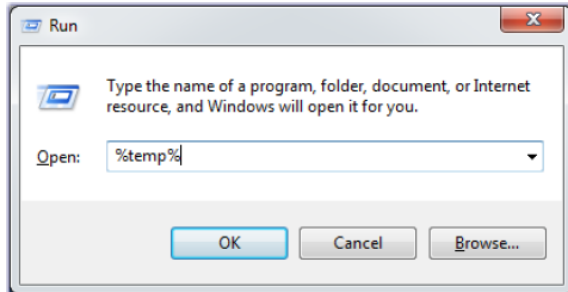 Run
Type the name of a program, folder, document, or Internet
resource, and Windows will open it for you.
Open: %temp%
OK Cancel Browse...